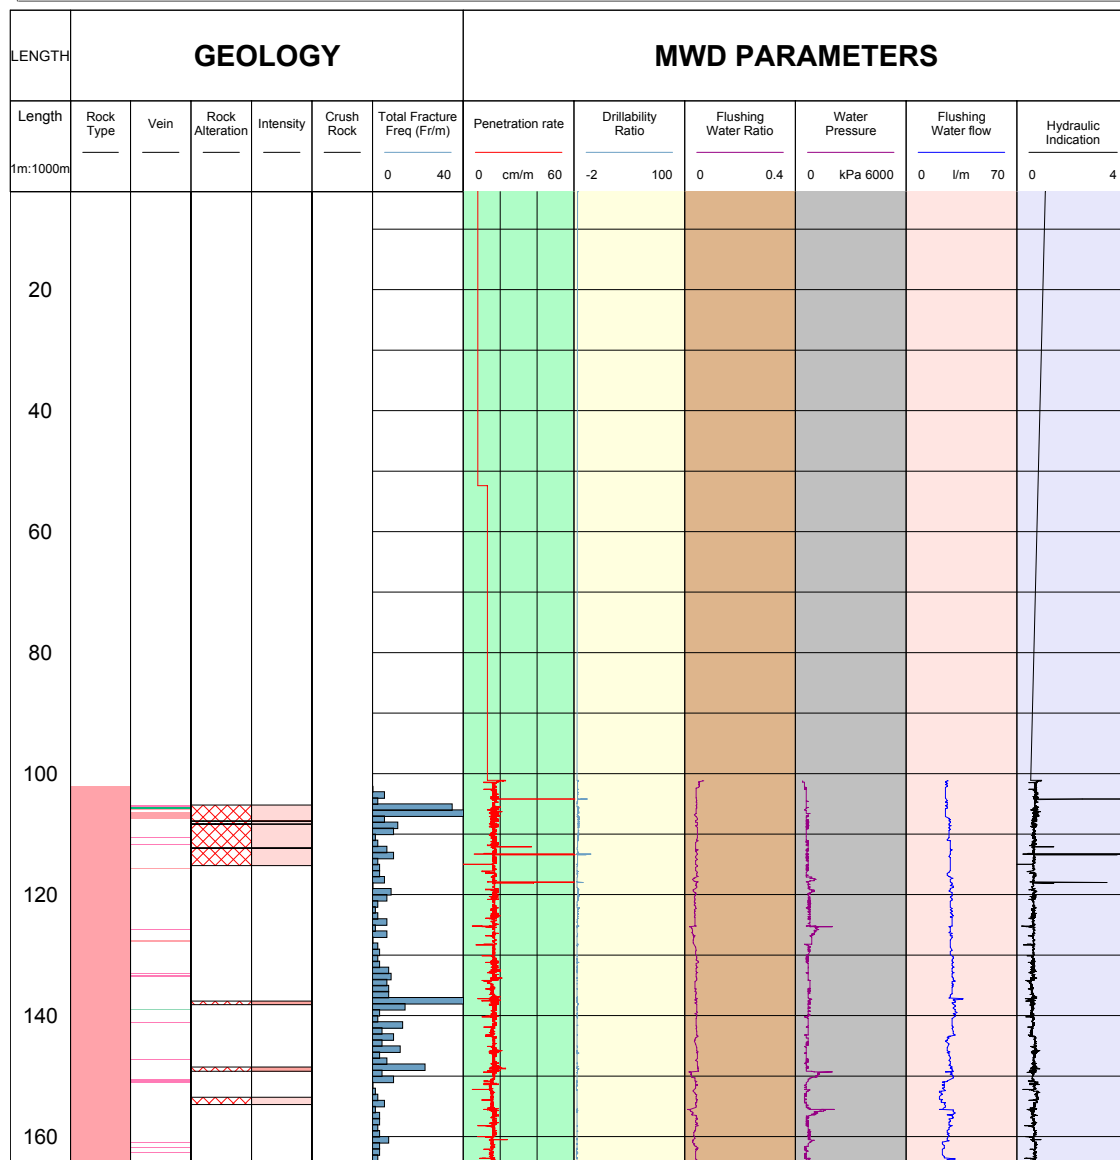 LENGTH
GEOLOGY
MWD PARAMETERS
Length
1m:1000m
Rock
Type
Vein
Rock
Alteration
Intensity
Crush
Rock
Total Fracture
Freq (Fr/m)
0 40
Penetration rate
0 cm/m 60
Drillability
Ratio
-2 100
Flushing
Water Ratio
0 0.4
Water
Pressure
0 kPa 6000
Flushing
Water flow
0 l/m 70
Hydraulic
Indication
0 4
20
40
60
80
100
120
140
160